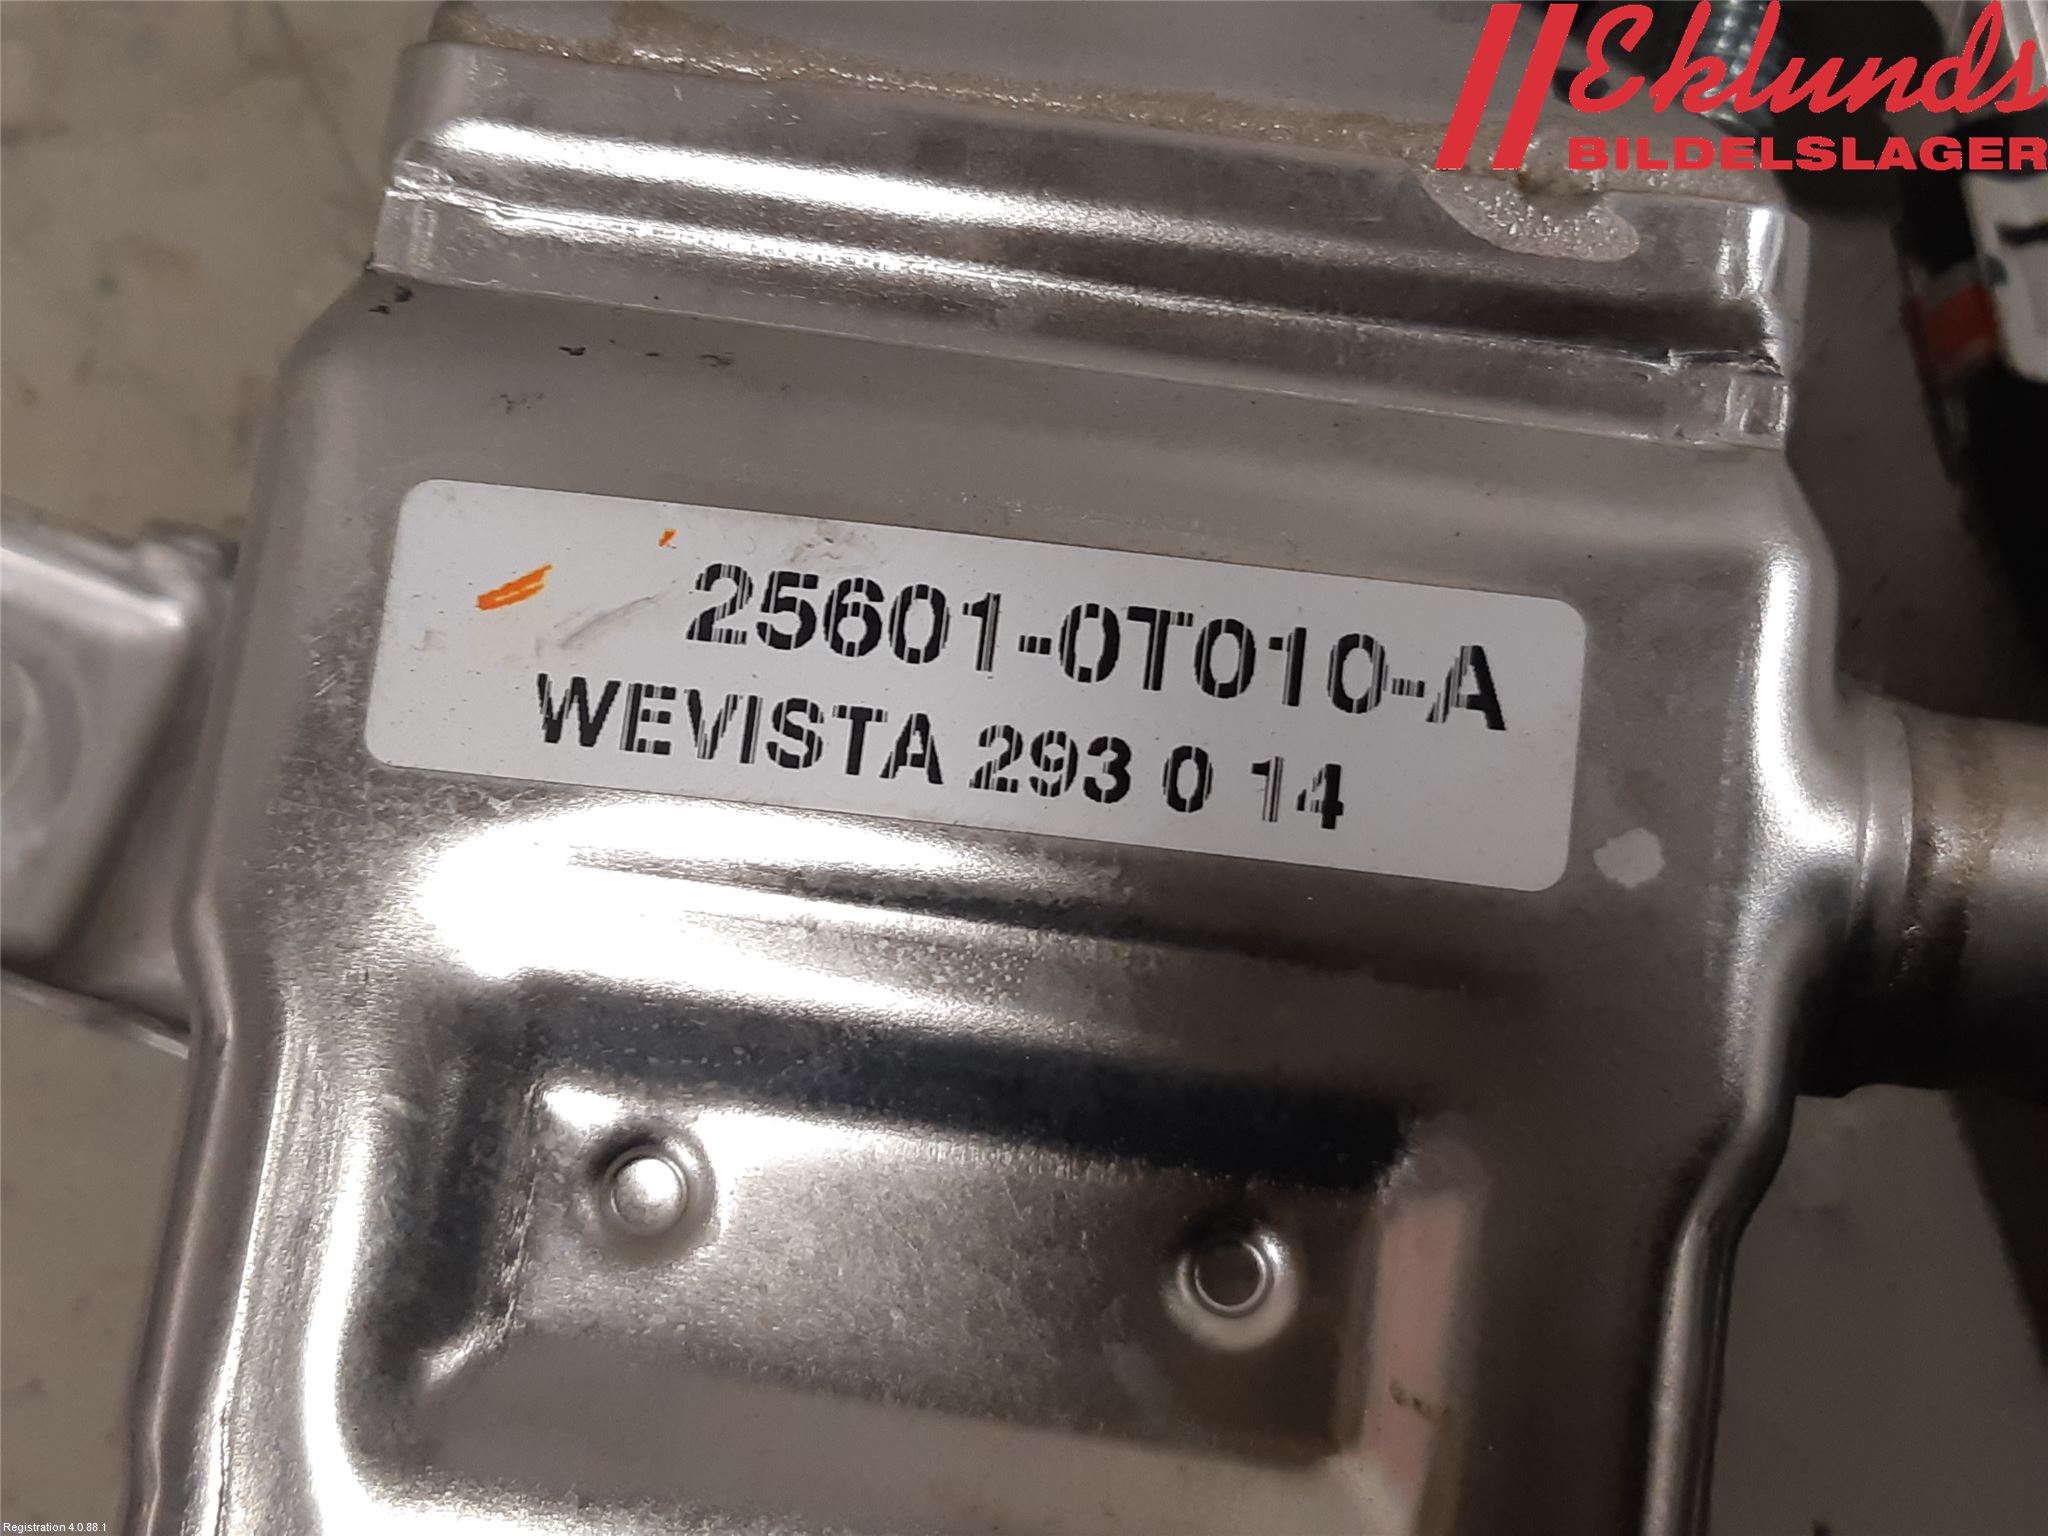 Eklunds
BILDELSLAGER
25601-0T010-A
WEVISTA 293 0 14
Registration 4.0.88.1